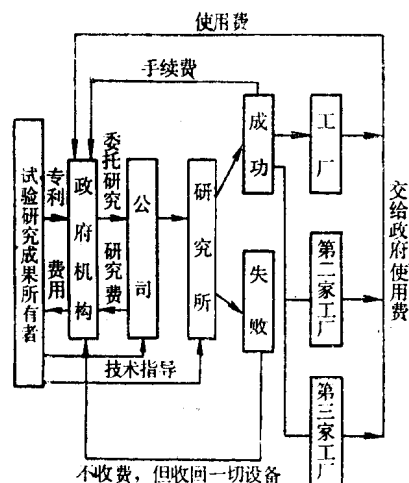 使用费
手续费
试验研究成果所有者
专利
费用
政府机构
委托研究
研究费
公司
研究所
成功
失败
工厂
第二家工厂
第三家工厂
交给政府使用费
技术指导
不收费，但收回一切设备